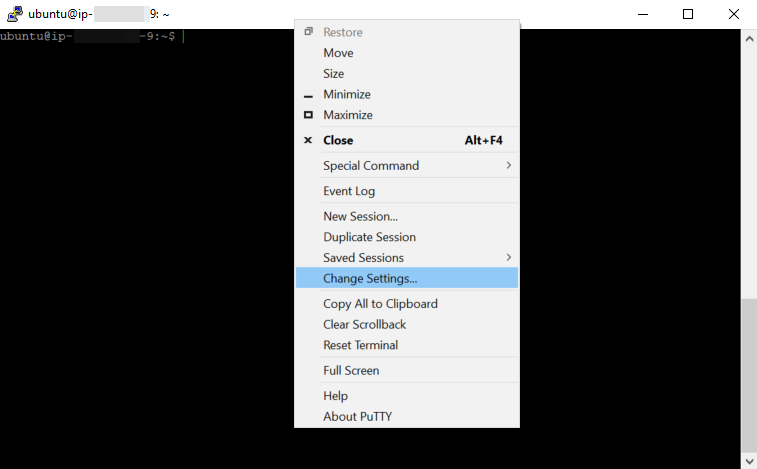 ubuntu@ip- 9: ~
ubuntu@ip- -9:~$
Restore
Move
Size
Minimize
Maximize
Close Alt+F4
Special Command
Event Log
New Session...
Duplicate Session
Saved Sessions
Change Settings...
Copy All to Clipboard
Clear Scrollback
Reset Terminal
Full Screen
Help
About PuTTY